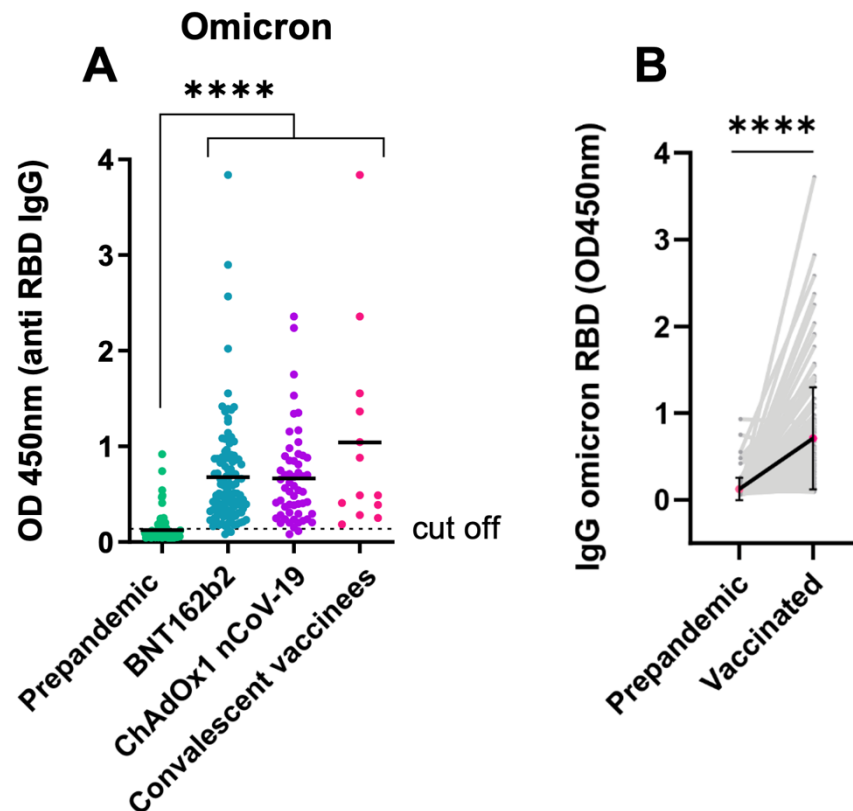 Omicron
A
****
OD 450nm (anti RBD IgG)
4
3
2
1
0
cut off
Prepandemic
BNT162b2
ChAdOx1 nCoV-19
Convalescent vaccinees
B
****
IgG omicron RBD (OD450nm)
4
3
2
1
0
Prepandemic
Vaccinated